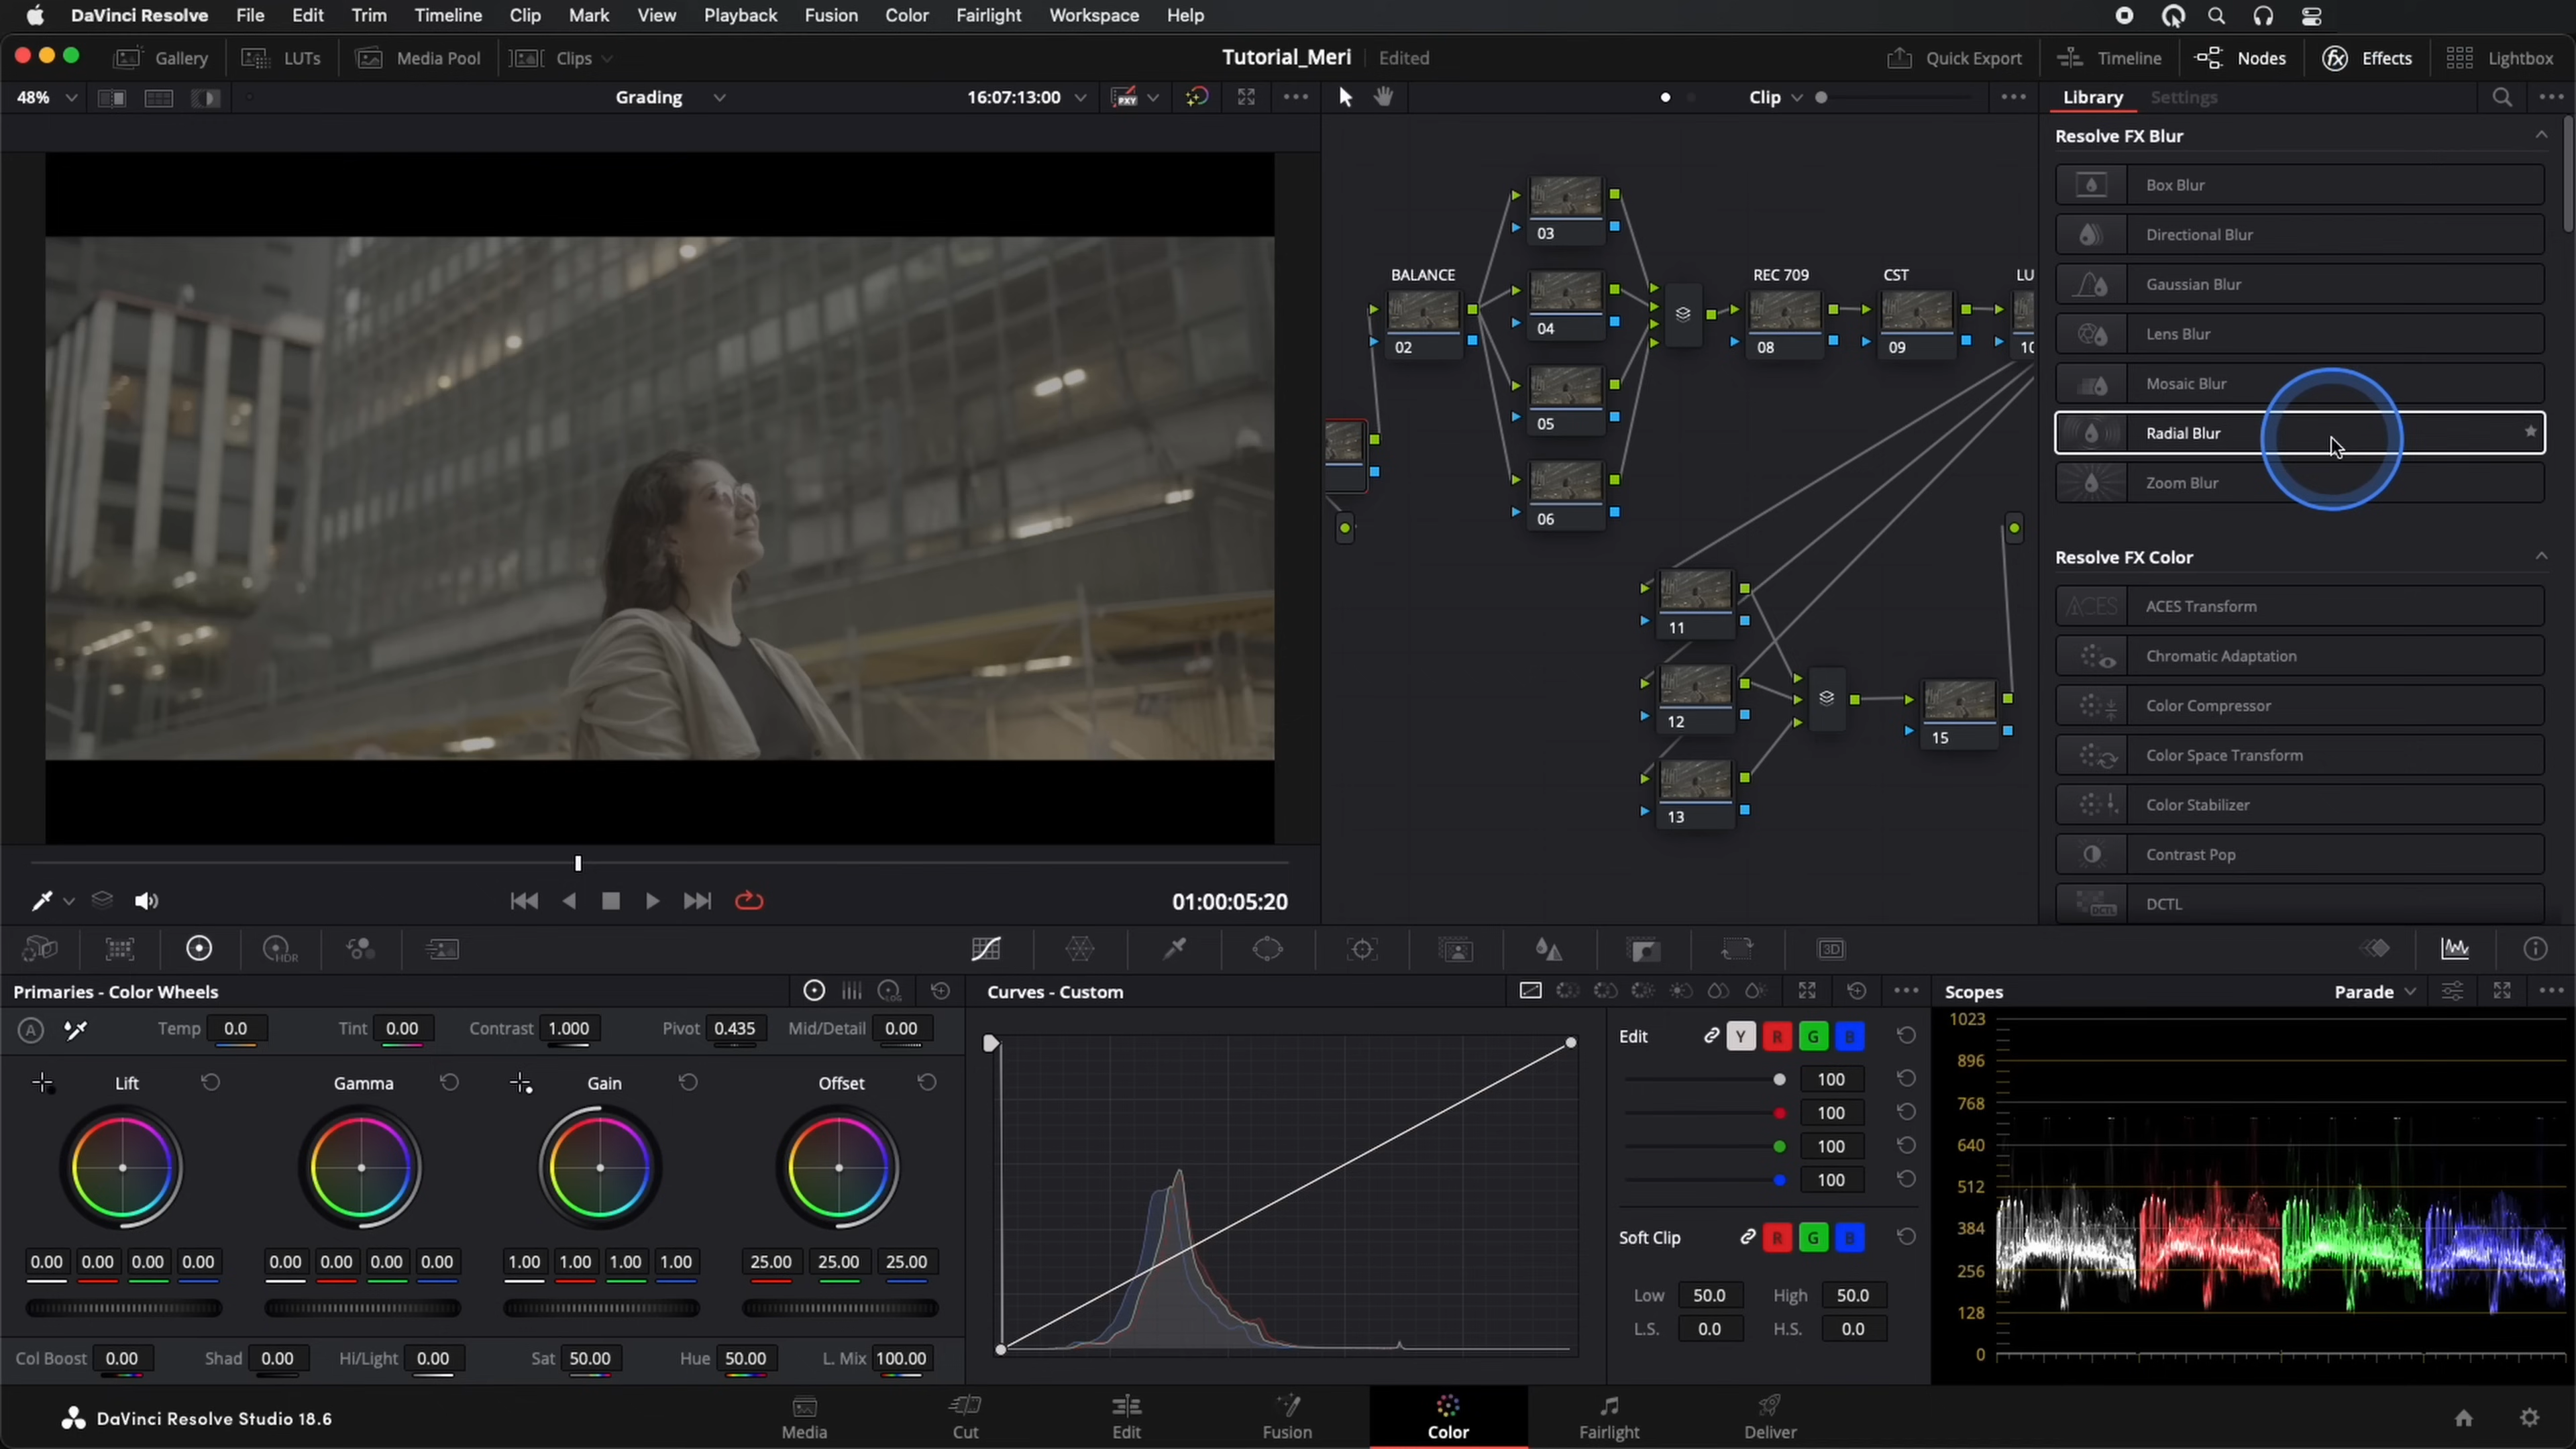 DaVinci Resolve File Edit Trim Timeline Clip Mark View Playback Fusion Color Fairlight Workspace Help
Gallery LUTs Media Pool Clips Tutorial_Meri Edited Quick Export Timeline Nodes Effects Lightbox
48% Grading 16:07:13:00 PXY Clip Library Settings
Resolve FX Blur
Box Blur
Directional Blur
Gaussian Blur
Lens Blur
Mosaic Blur
Radial Blur
Zoom Blur
Resolve FX Color
ACES ACES Transform
Chromatic Adaptation
Color Compressor
Color Space Transform
Color Stabilizer
Contrast Pop
DCTL DCTL
03
BALANCE REC 709 CST LU
04
02 08 09 10
05
06
11
12
15
13
01:00:05:20
HDR 3D
Primaries - Color Wheels LOG
Temp 0.0 Tint 0.00 Contrast 1.000 Pivot 0.435 Mid/Detail 0.00
A
Lift Gamma Gain Offset
0.00 0.00 0.00 0.00 0.00 0.00 0.00 0.00 1.00 1.00 1.00 1.00 25.00 25.00 25.00
Col Boost 0.00 Shad 0.00 Hi/Light 0.00 Sat 50.00 Hue 50.00 L. Mix 100.00
Curves - Custom
Edit Y R G B
100
100
100
100
Soft Clip R G B
Low 50.0 High 50.0
L.S. 0.0 H.S. 0.0
Scopes Parade
1023
896
768
640
512
384
256
128
0
DaVinci Resolve Studio 18.6
Media Cut Edit Fusion Color Fairlight Deliver